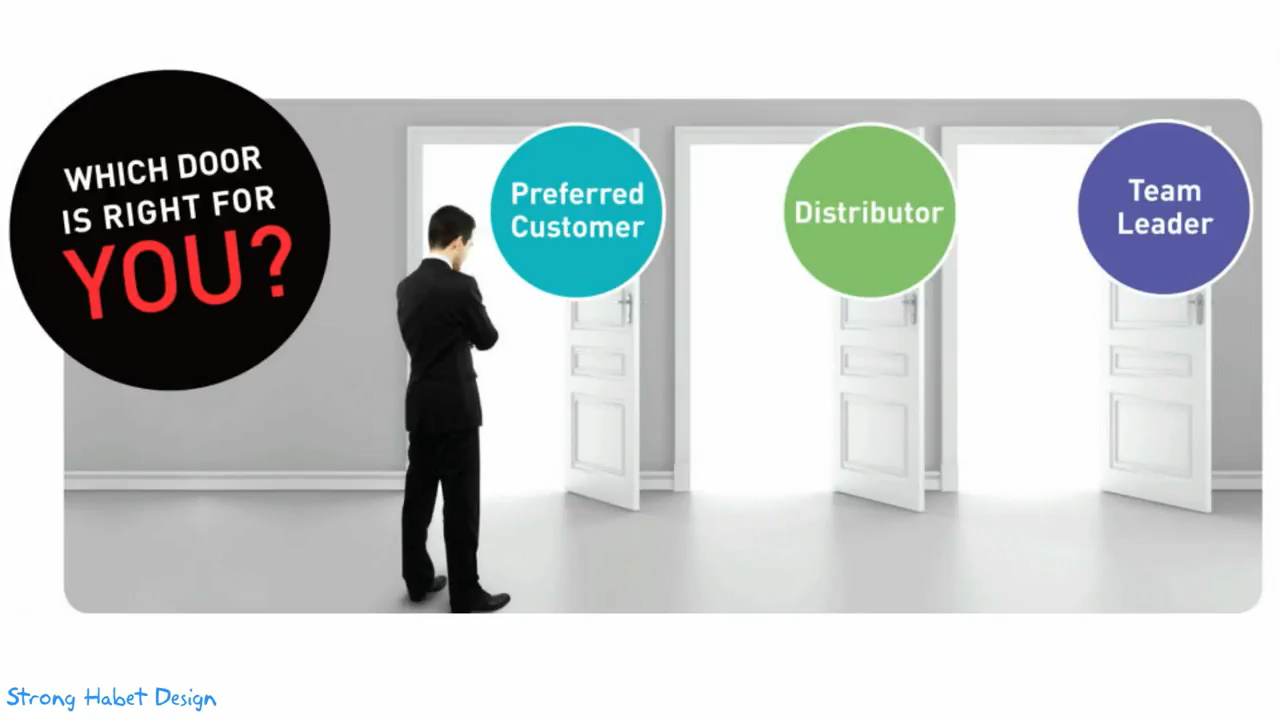 WHICH DOOR
IS RIGHT FOR
YOU?
Preferred
Customer
Distributor
Team
Leader
Strong Habet Design